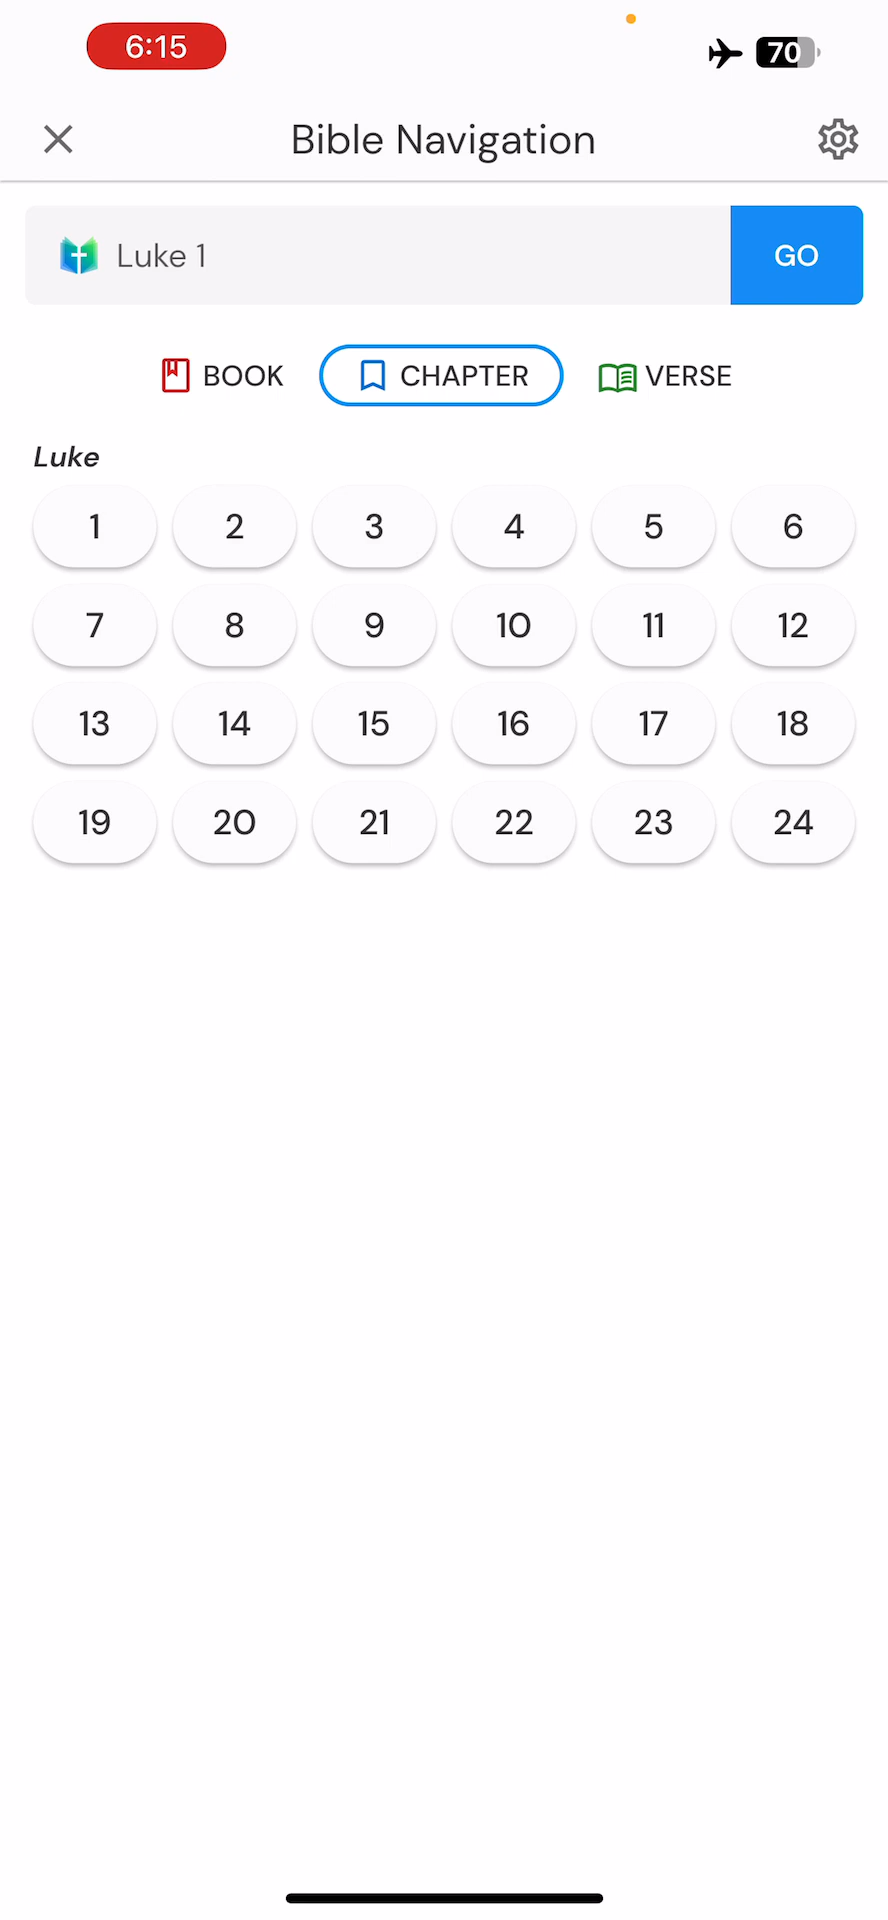 6:15
70
Bible Navigation
Luke 1
GO
BOOK CHAPTER VERSE
Luke
1 2 3 4 5 6
7 8 9 10 11 12
13 14 15 16 17 18
19 20 21 22 23 24